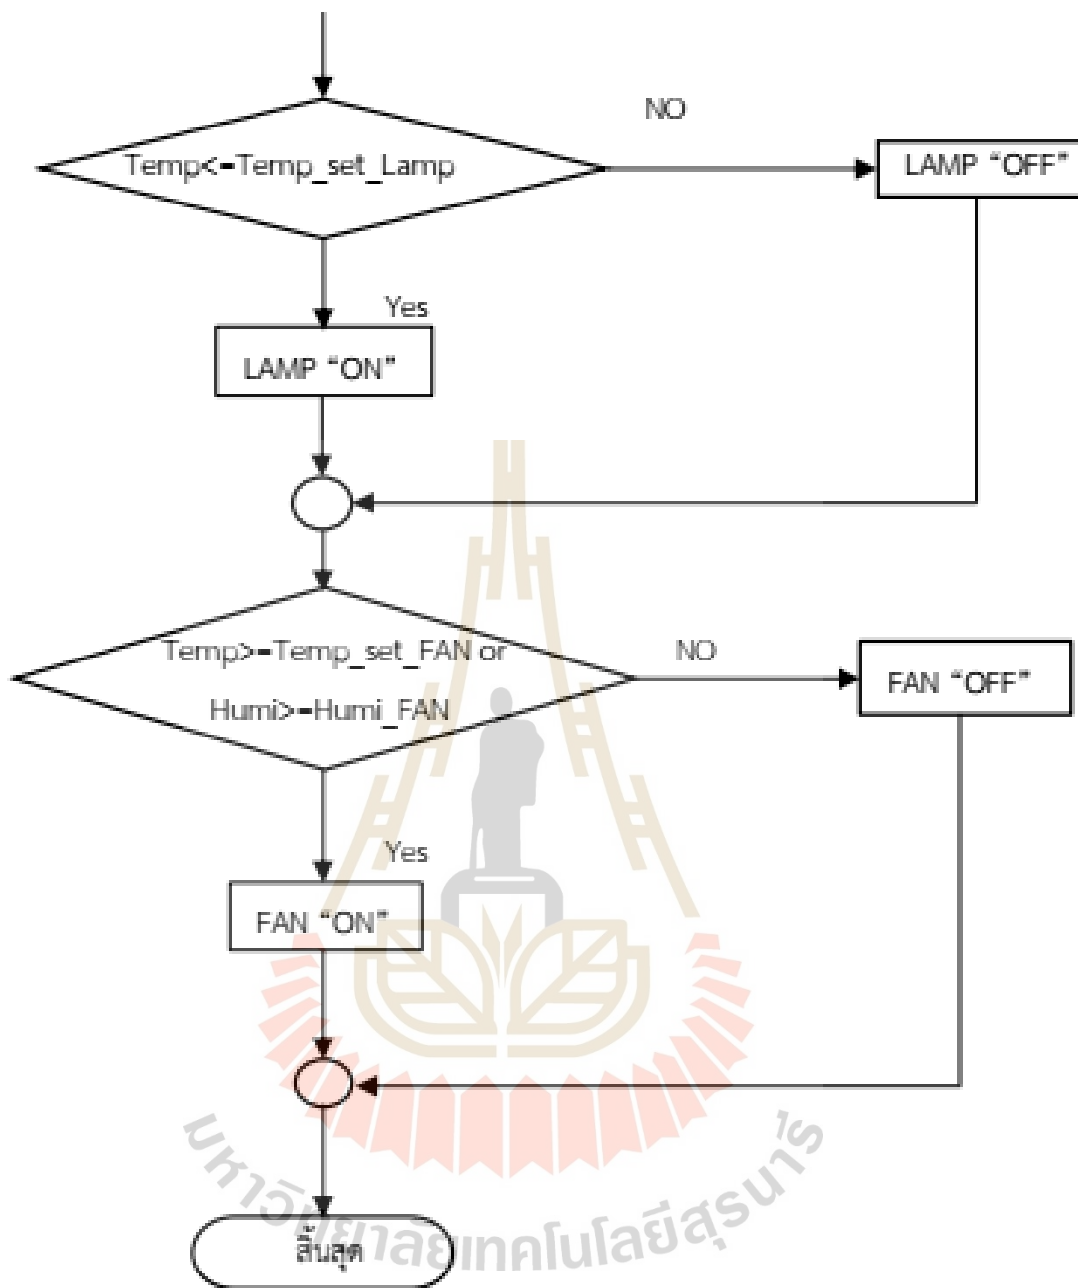 NO
Temp<=Temp_set_Lamp
LAMP “OFF”
Yes
LAMP “ON”
Temp>=Temp_set_FAN or
NO
Humi>=Humi_FAN
FAN “OFF”
Yes
FAN “ON”
มหาวิทยาลัยเทคโนโลยีสุรนารี
สิ้นสุด